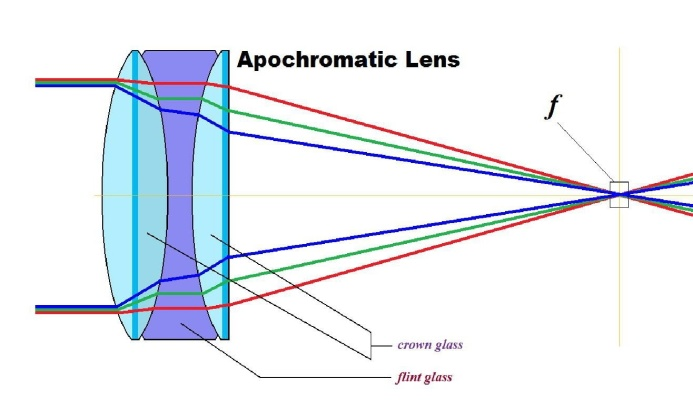 Apochromatic Lens
f
crown glass
flint glass